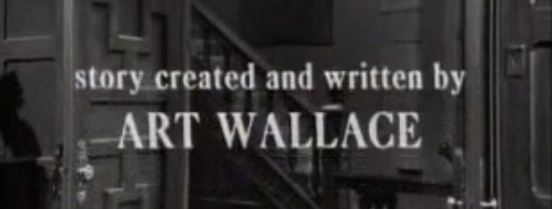 story created and written by
ART WALLACE